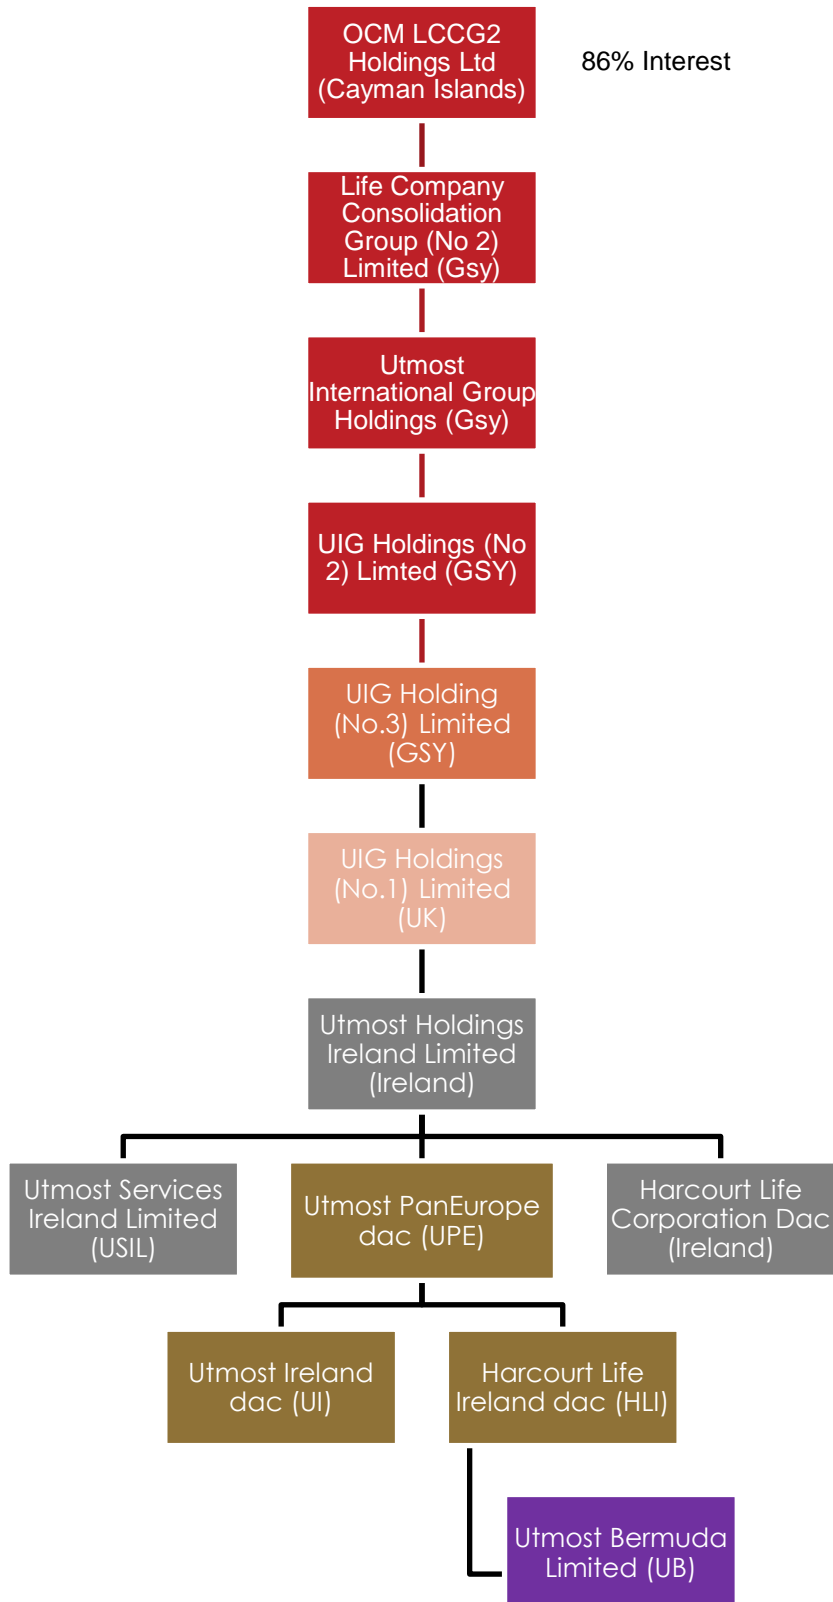 OCM LCCG2
Holdings Ltd
(Cayman Islands)
86% Interest
Life Company
Consolidation
Group (No 2)
Limited (Gsy)
Utmost
International Group
Holdings (Gsy)
UIG Holdings (No
2) Limted (GSY)
UIG Holding
(No.3) Limited
(GSY)
UIG Holdings
(No.1) Limited
(UK)
Utmost Holdings
Ireland Limited
(Ireland)
Utmost Services
Ireland Limited
(USIL)
Utmost PanEurope
dac (UPE)
Harcourt Life
Corporation Dac
(Ireland)
Utmost Ireland
dac (UI)
Harcourt Life
Ireland dac (HLI)
Utmost Bermuda
Limited (UB)